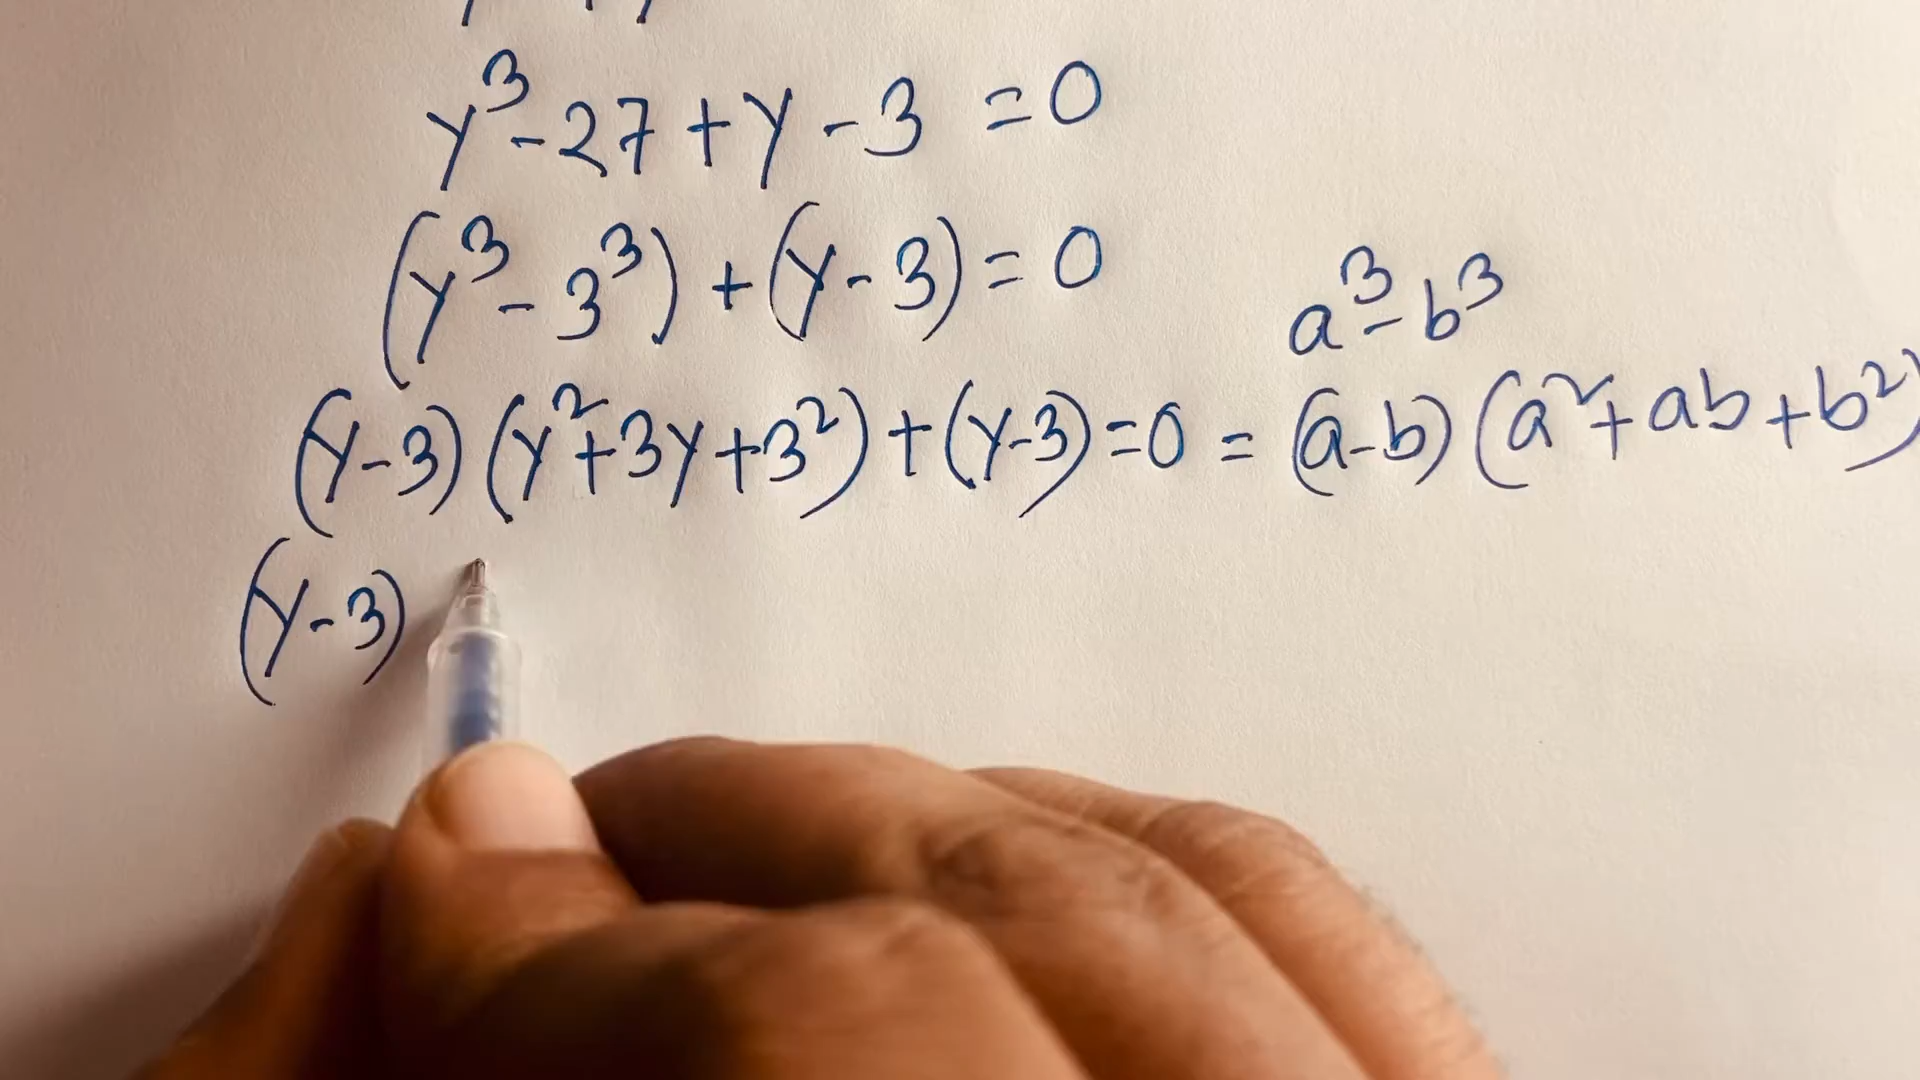 y³-27+y-3 =0
(y³-3³)+(y-3)=0
a³-b³
(y-3)(y²+3y+3²)+(y-3)=0 = (a-b)(a²+ab+b²)
(y-3)